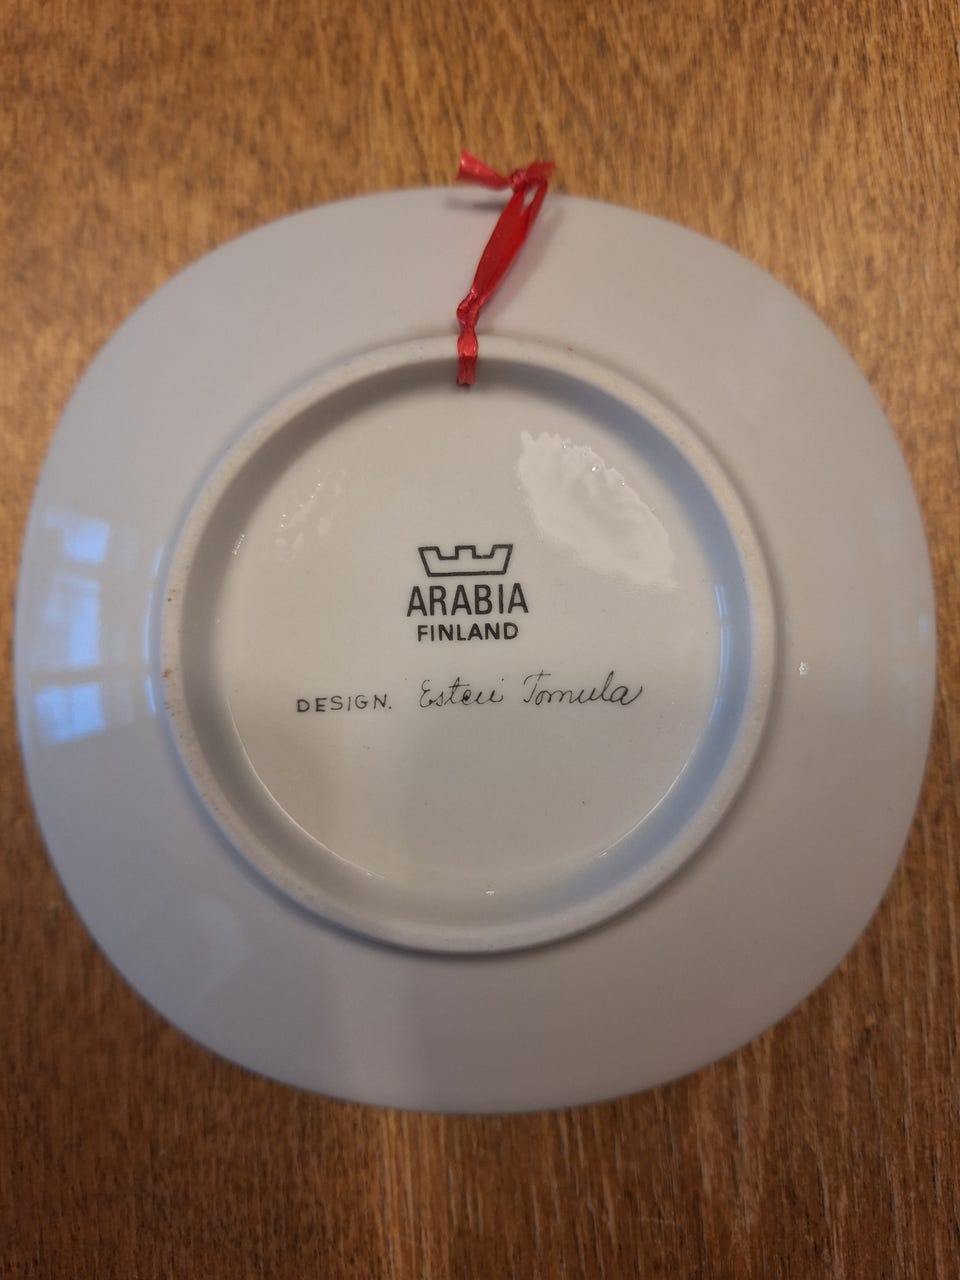 ARABIA
FINLAND
DESIGN. Esteri Tomula